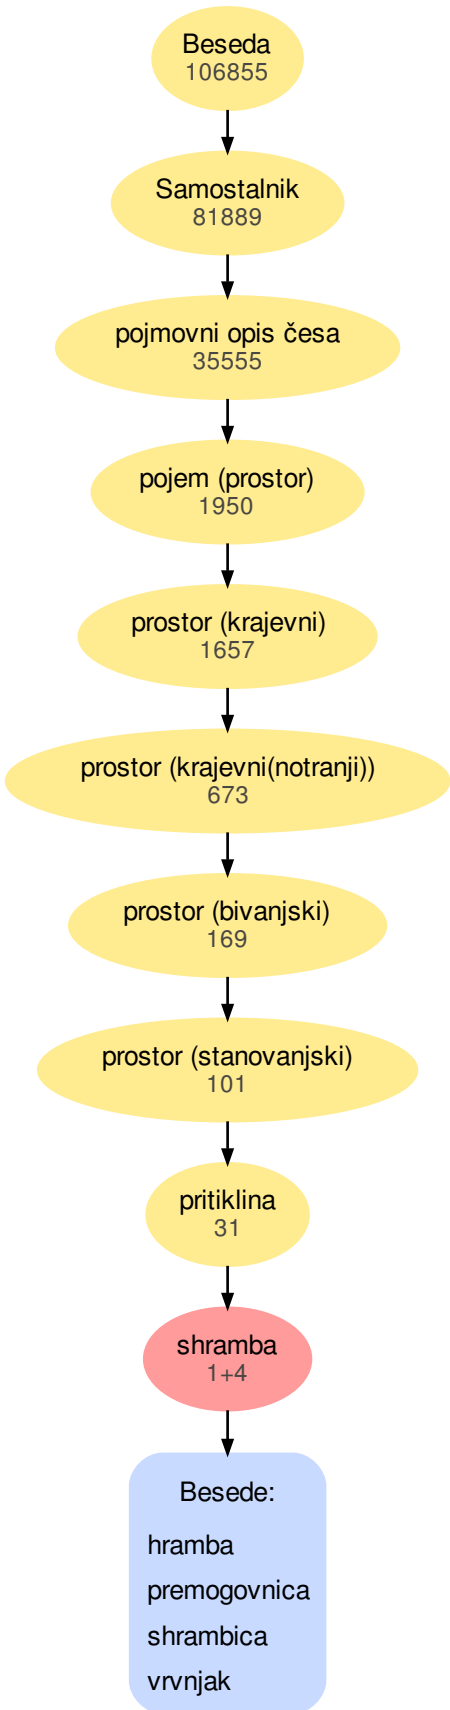 Beseda
106855
Samostalnik
81889
pojmovni opis česa
35555
pojem (prostor)
1950
prostor (krajevni)
1657
prostor (krajevni(notranji))
673
prostor (bivanjski)
169
prostor (stanovanjski)
101
pritiklina
31
shramba
1+4
Besede:
hramba
premogovnica
shrambica
vrvnjak